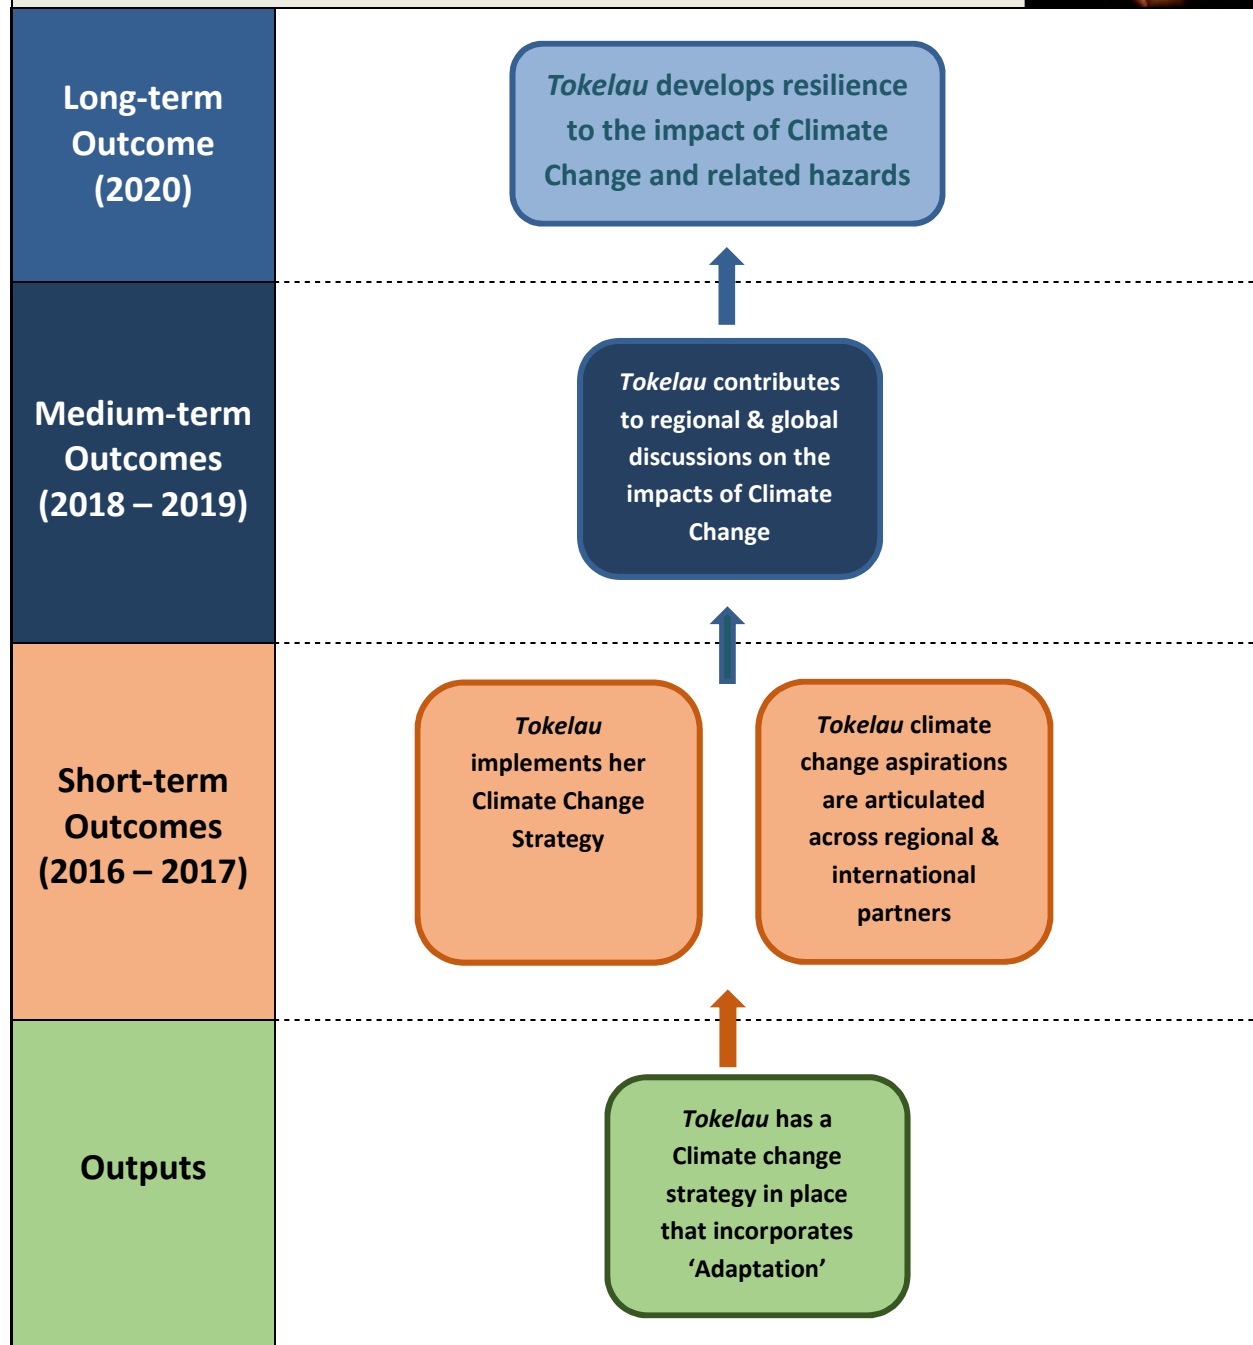 Long-term
Outcome
(2020)
Tokelau develops resilience
to the impact of Climate
Change and related hazards
Medium-term
Outcomes
(2018 – 2019)
Tokelau contributes
to regional & global
discussions on the
impacts of Climate
Change
Short-term
Outcomes
(2016 – 2017)
Tokelau
implements her
Climate Change
Strategy
Tokelau climate
change aspirations
are articulated
across regional &
international
partners
Outputs
Tokelau has a
Climate change
strategy in place
that incorporates
‘Adaptation’